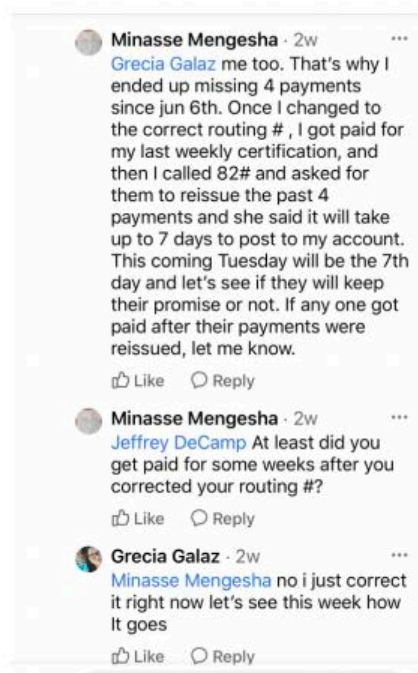 Minasse Mengesha · 2w ...
Grecia Galaz me too. That's why I
ended up missing 4 payments
since jun 6th. Once I changed to
the correct routing # , I got paid for
my last weekly certification, and
then I called 82# and asked for
them to reissue the past 4
payments and she said it will take
up to 7 days to post to my account.
This coming Tuesday will be the 7th
day and let's see if they will keep
their promise or not. If any one got
paid after their payments were
reissued, let me know.
Like Reply
Minasse Mengesha · 2w ...
Jeffrey DeCamp At least did you
get paid for some weeks after you
corrected your routing #?
Like Reply
Grecia Galaz · 2w ...
Minasse Mengesha no i just correct
it right now let's see this week how
It goes
Like Reply